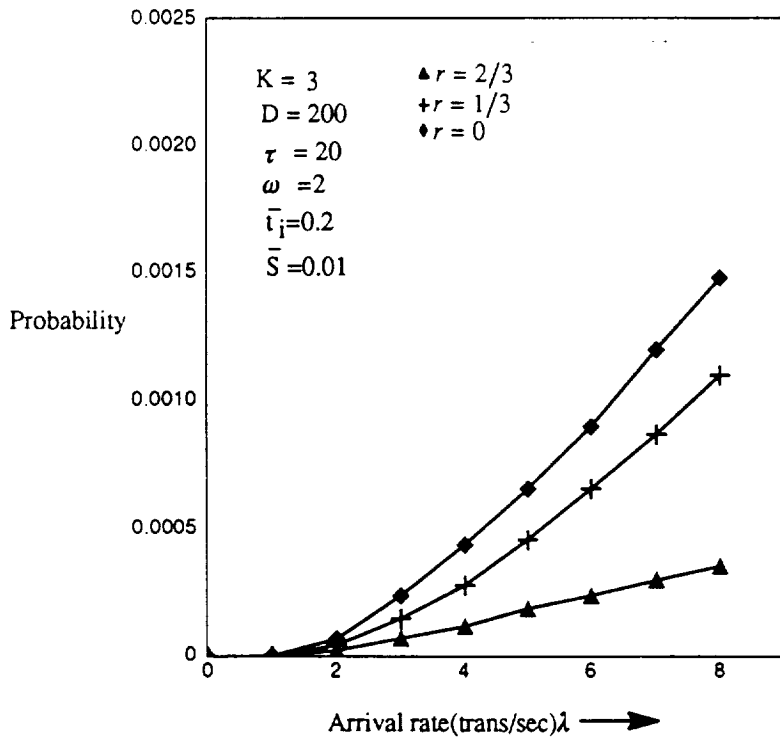 0.0025
K = 3
D = 200
τ = 20
ω =2
t̄i=0.2
S̄ =0.01
▲ r = 2/3
+ r = 1/3
◆ r = 0
0.0020
0.0015
Probability
0.0010
0.0005
0
0 2 4 6 8
Arrival rate(trans/sec)λ